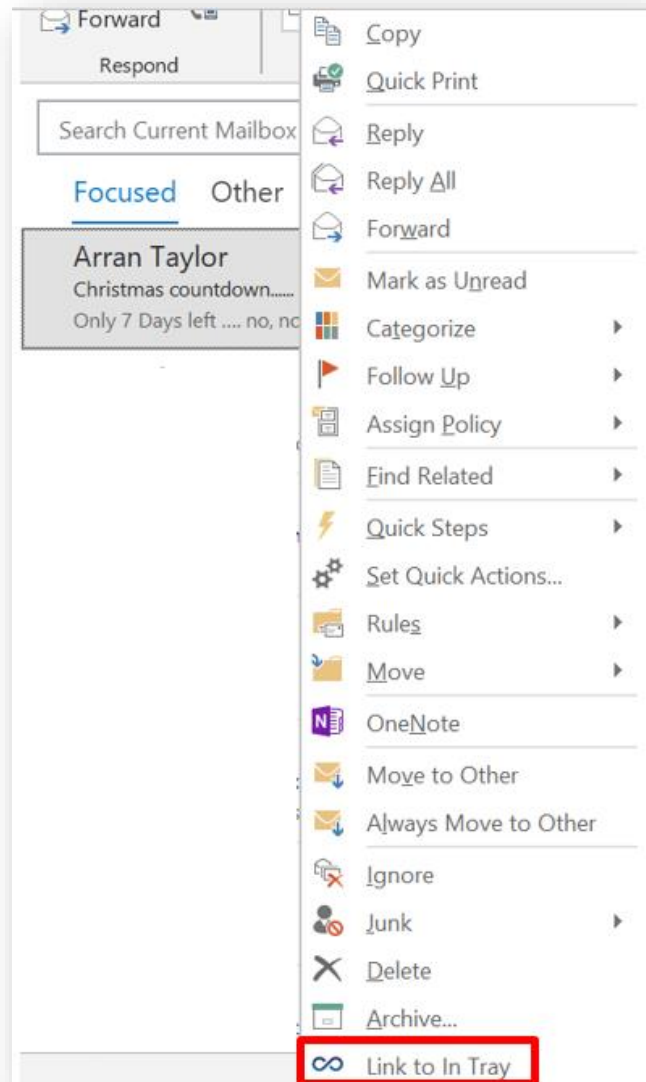 Forward
Respond
Search Current Mailbox
Focused Other
Arran Taylor
Christmas countdown......
Only 7 Days left .... no,
Copy
Quick Print
Reply
Reply All
Forward
Mark as Unread
Categorize
Follow Up
Assign Policy
Find Related
Quick Steps
Set Quick Actions...
Rules
Move
OneNote
Move to Other
Always Move to Other
Ignore
Junk
Delete
Archive...
Link to In Tray